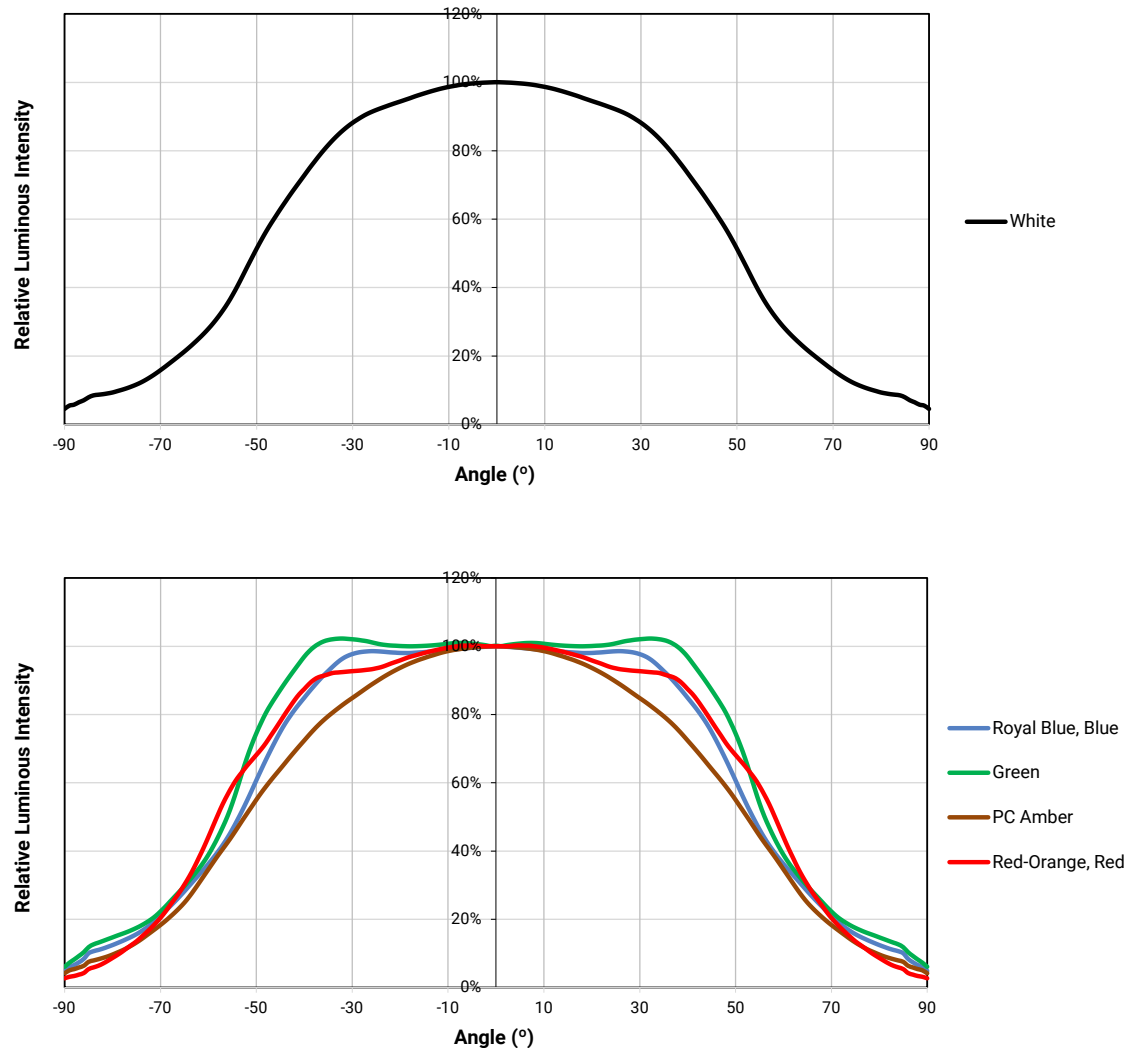 120%
100%
80%
60%
40%
20%
0%
-90 -70 -50 -30 -10 10 30 50 70 90
Relative Luminous Intensity
Angle (º)
White
120%
100%
80%
60%
40%
20%
0%
-90 -70 -50 -30 -10 10 30 50 70 90
Relative Luminous Intensity
Angle (º)
Royal Blue, Blue
Green
PC Amber
Red-Orange, Red